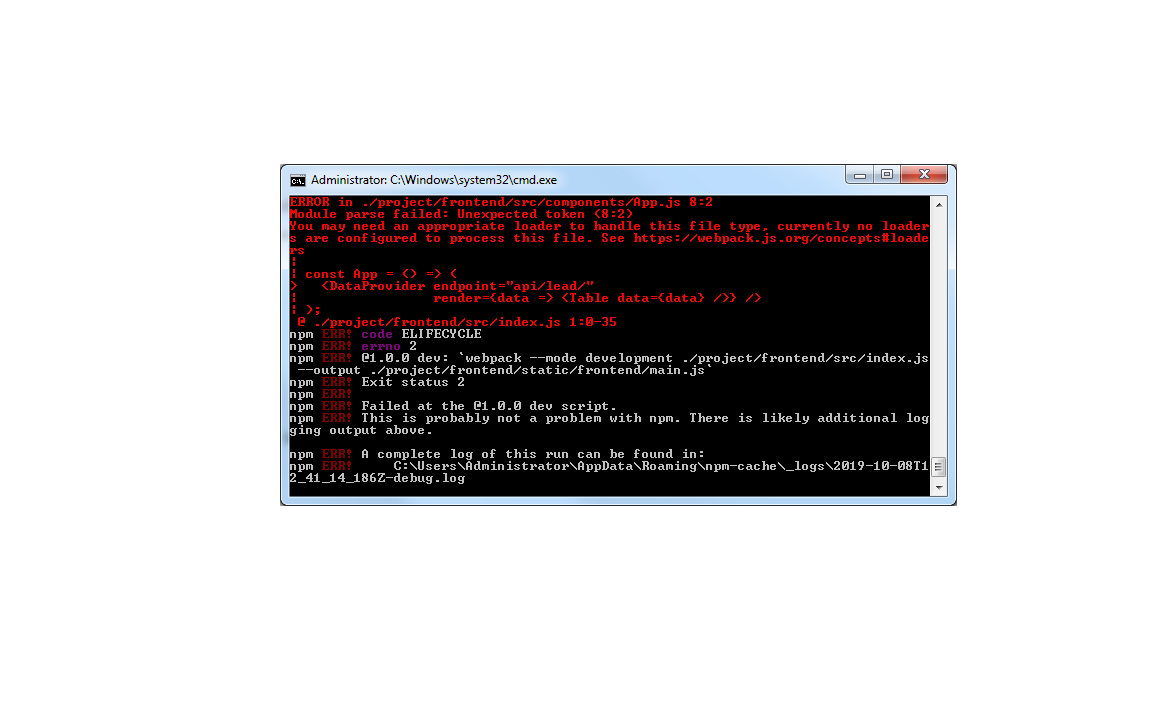 Administrator: C:\Windows\system32\cmd.exe
ERROR in ./project/frontend/src/components/App.js 8:2
Module parse failed: Unexpected token (8:2)
You may need an appropriate loader to handle this file type, currently no loader
s are configured to process this file. See https://webpack.js.org/concepts#loade
rs
|
| const App = () => (
>   <DataProvider endpoint="api/lead/"
|                 render={data => <Table data={data} />} />
| );
 @ ./project/frontend/src/index.js 1:0-35
npm ERR! code ELIFECYCLE
npm ERR! errno 2
npm ERR! @1.0.0 dev: `webpack --mode development ./project/frontend/src/index.js
 --output ./project/frontend/static/frontend/main.js`
npm ERR! Exit status 2
npm ERR!
npm ERR! Failed at the @1.0.0 dev script.
npm ERR! This is probably not a problem with npm. There is likely additional log
ging output above.
npm ERR! A complete log of this run can be found in:
npm ERR!     C:\Users\Administrator\AppData\Roaming\npm-cache\_logs\2019-10-08T1
2_41_14_186Z-debug.log